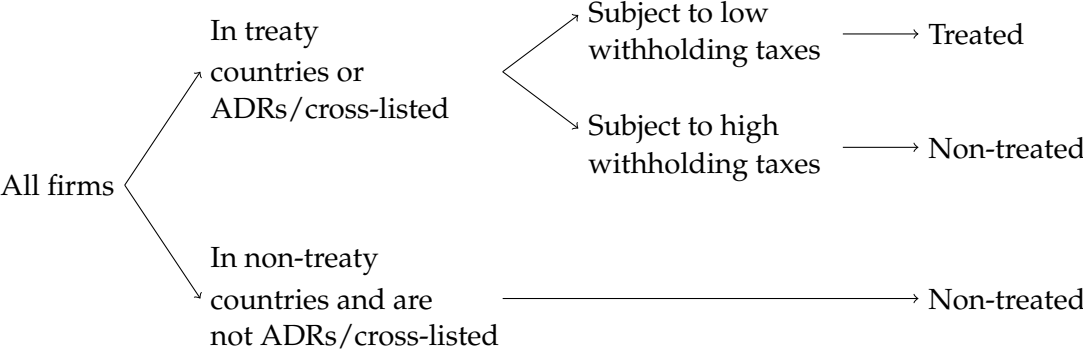 All firms
In treaty
countries or
ADRs/cross-listed
Subject to low
withholding taxes
Treated
Subject to high
withholding taxes
Non-treated
In non-treaty
countries and are
not ADRs/cross-listed
Non-treated